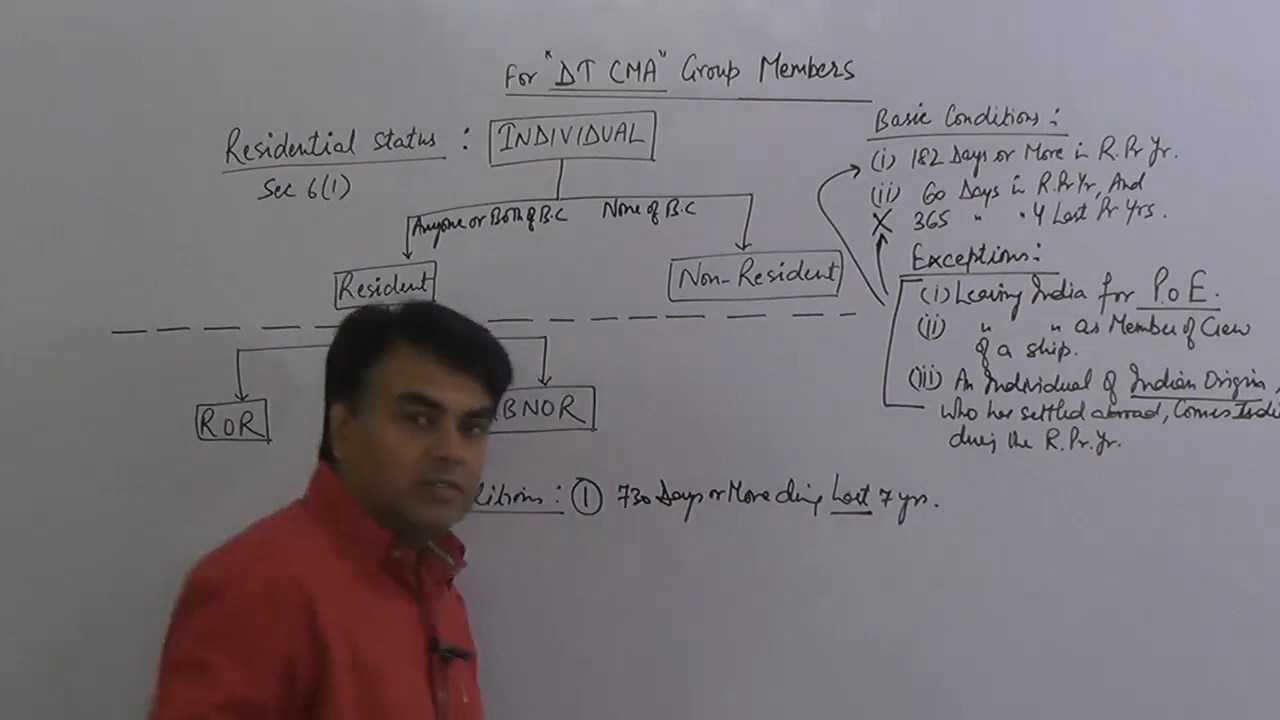 For "DT CMA" Group Members
Residential Status :
Sec 6(1)
INDIVIDUAL
Anyone or Both of B.C
None of B.C
Resident
Non-Resident
ROR
BNOR
Basic Conditions :
(i) 182 Days or More in R.Pr Yr.
(ii) 60 Days in R.Pr Yr, And
X 365 " " 4 Last Pr Yrs.
Exceptions :
(i) Leaving India for P.o E.
(ii) " " as Member of Crew
of a ship.
(iii) An Individual of Indian Origin,
who has settled abroad, Comes Indi
during the R.Pr.Yr.
ditions : ① 730 Days or More during Last 7 yrs.